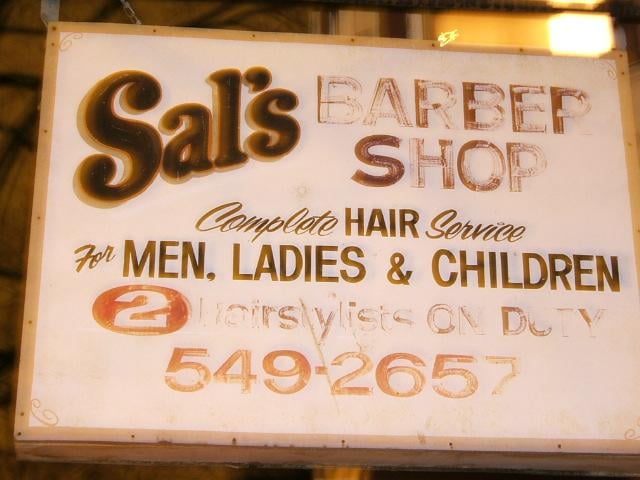 Sal's BARBER SHOP
Complete HAIR Service
For MEN, LADIES & CHILDREN
2 Hairstylists ON DUTY
549-2657